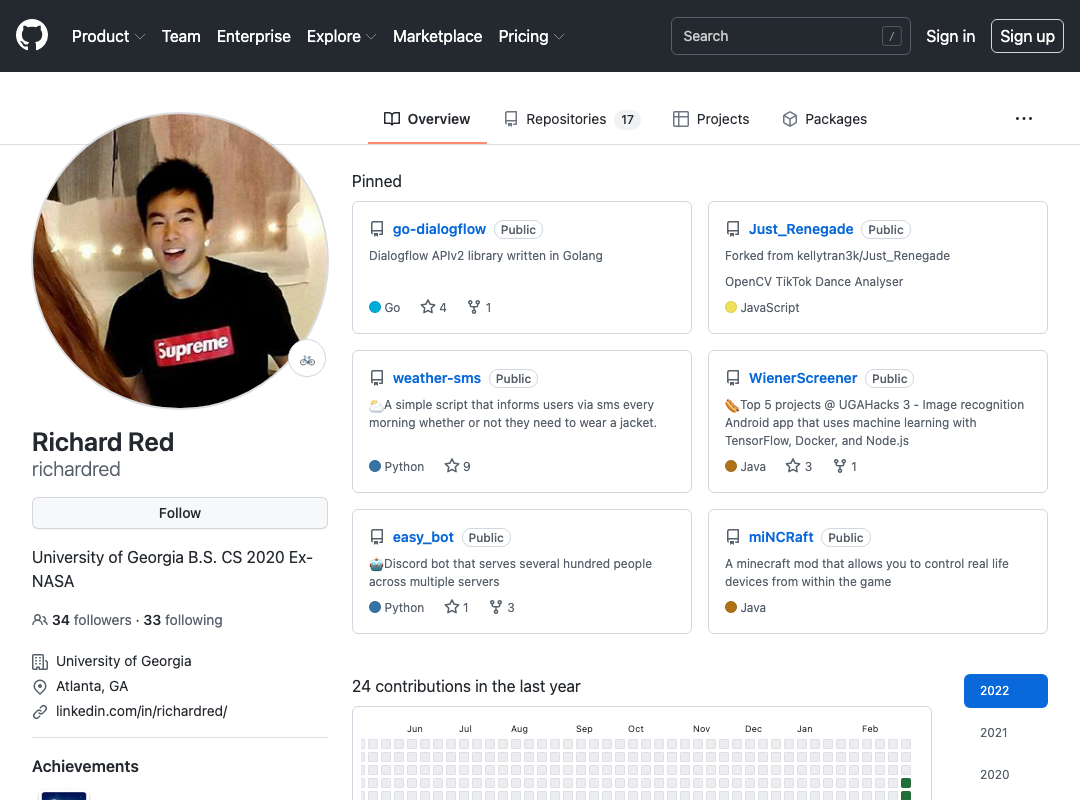 Product Team Enterprise Explore Marketplace Pricing Search / Sign in Sign up
Overview Repositories 17 Projects Packages
Supreme
Richard Red
richardred
Follow
University of Georgia B.S. CS 2020 Ex-
NASA
34 followers · 33 following
University of Georgia
Atlanta, GA
linkedin.com/in/richardred/
Achievements
Pinned
go-dialogflow Public
Dialogflow APIv2 library written in Golang
Go 4 1
Just_Renegade Public
Forked from kellytran3k/Just_Renegade
OpenCV TikTok Dance Analyser
JavaScript
weather-sms Public
⛅A simple script that informs users via sms every
morning whether or not they need to wear a jacket.
Python 9
WienerScreener Public
🌭Top 5 projects @ UGAHacks 3 - Image recognition
Android app that uses machine learning with
TensorFlow, Docker, and Node.js
Java 3 1
easy_bot Public
🤖Discord bot that serves several hundred people
across multiple servers
Python 1 3
miNCRaft Public
A minecraft mod that allows you to control real life
devices from within the game
Java
24 contributions in the last year
Jun Jul Aug Sep Oct Nov Dec Jan Feb
2022
2021
2020